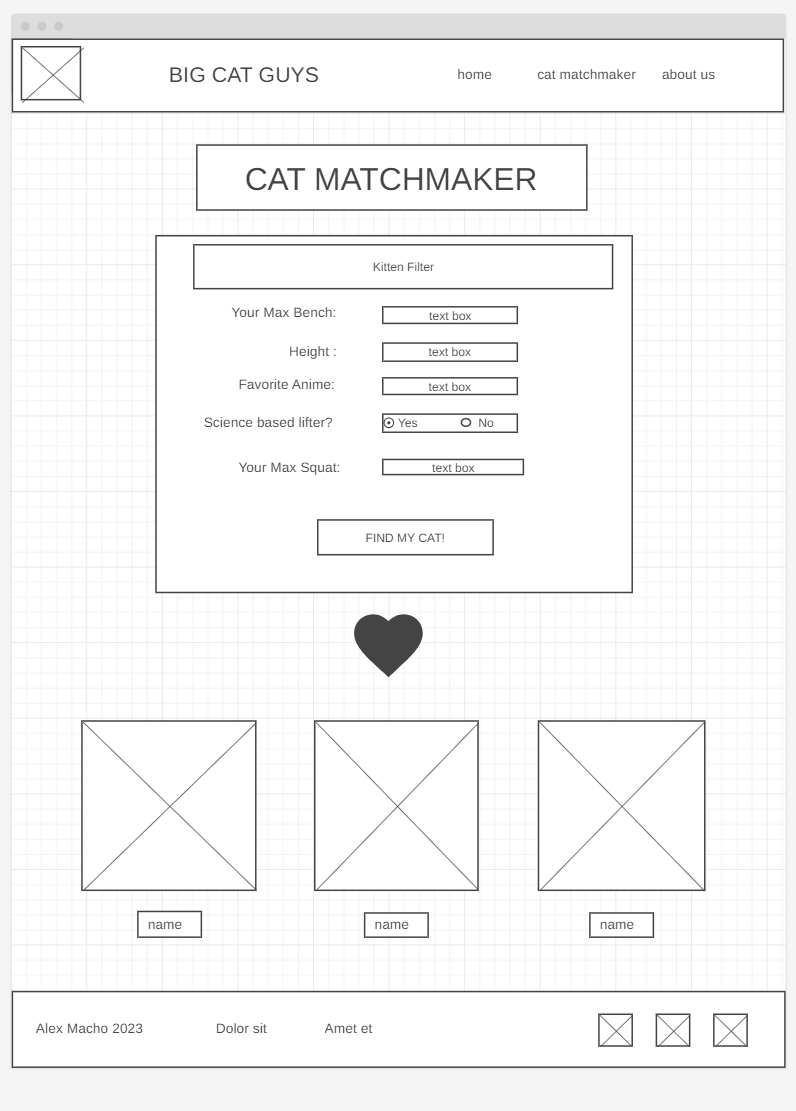 BIG CAT GUYS home cat matchmaker about us
CAT MATCHMAKER
Kitten Filter
Your Max Bench: text box
Height : text box
Favorite Anime: text box
Science based lifter? Yes No
Your Max Squat: text box
FIND MY CAT!
name name name
Alex Macho 2023 Dolor sit Amet et